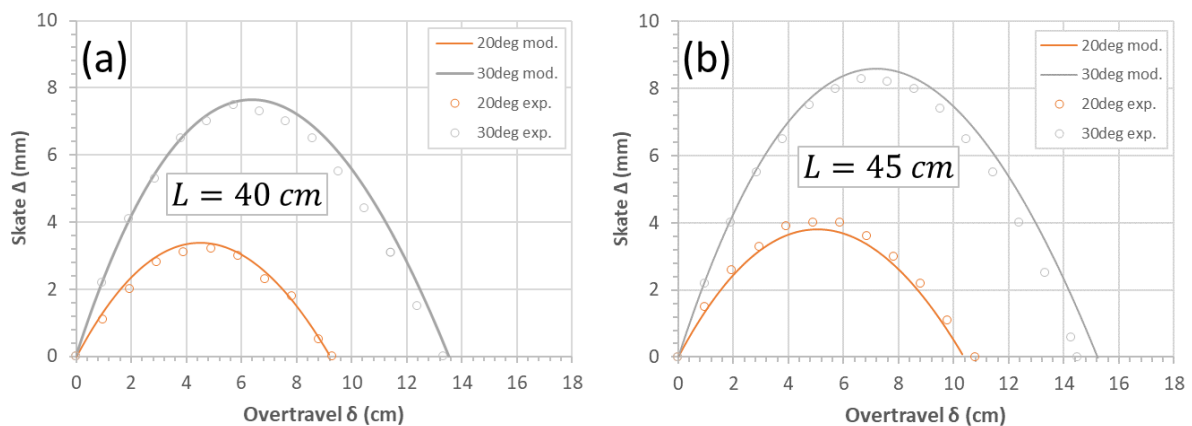 (a)
10
8
6
4
2
0
Skate Δ (mm)
0 2 4 6 8 10 12 14 16 18
Overtravel δ (cm)
20deg mod.
30deg mod.
20deg exp.
30deg exp.
L = 40 cm
(b)
10
8
6
4
2
0
Skate Δ (mm)
0 2 4 6 8 10 12 14 16 18
Overtravel δ (cm)
20deg mod.
30deg mod.
20deg exp.
30deg exp.
L = 45 cm